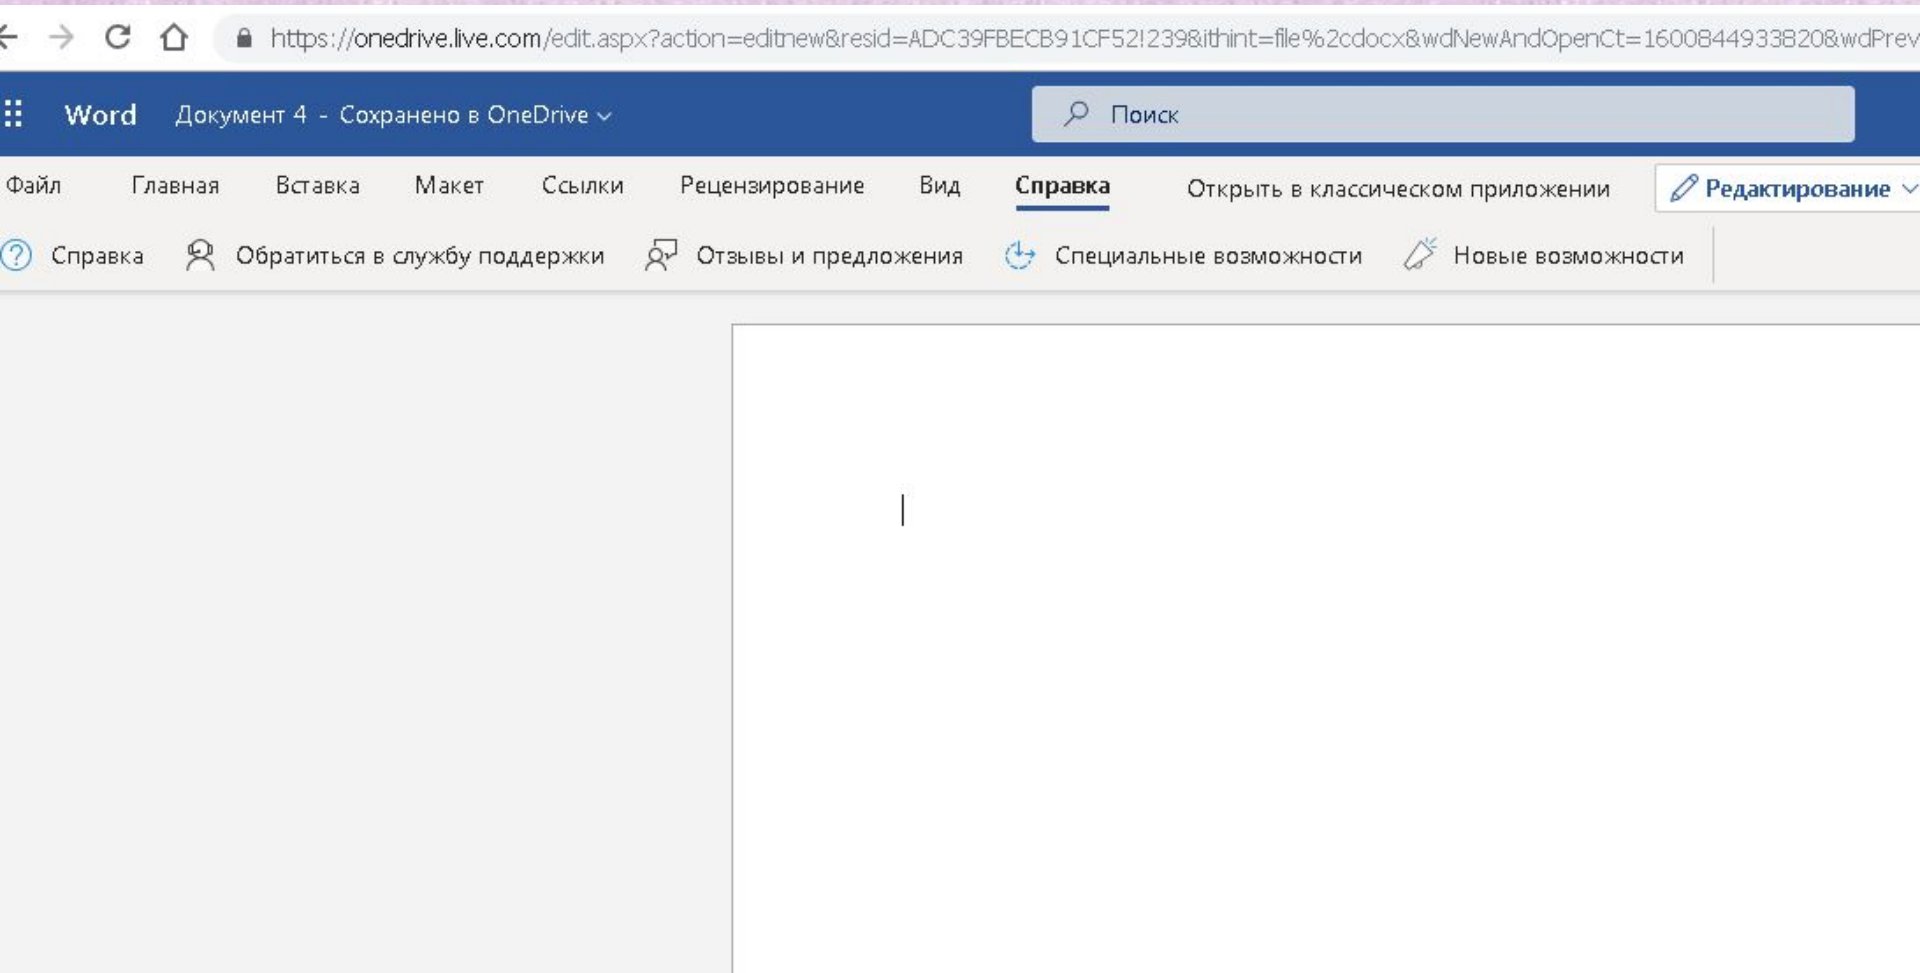 https://onedrive.live.com/edit.aspx?action=editnew&resid=ADC39FBECB91CF52!239&ithint=file%2cdocx&wdNewAndOpenCt=1600844933820&wdPrev
Word Документ 4 - Сохранено в OneDrive Поиск
Файл Главная Вставка Макет Ссылки Рецензирование Вид Справка Открыть в классическом приложении Редактирование
Справка Обратиться в службу поддержки Отзывы и предложения Специальные возможности Новые возможности